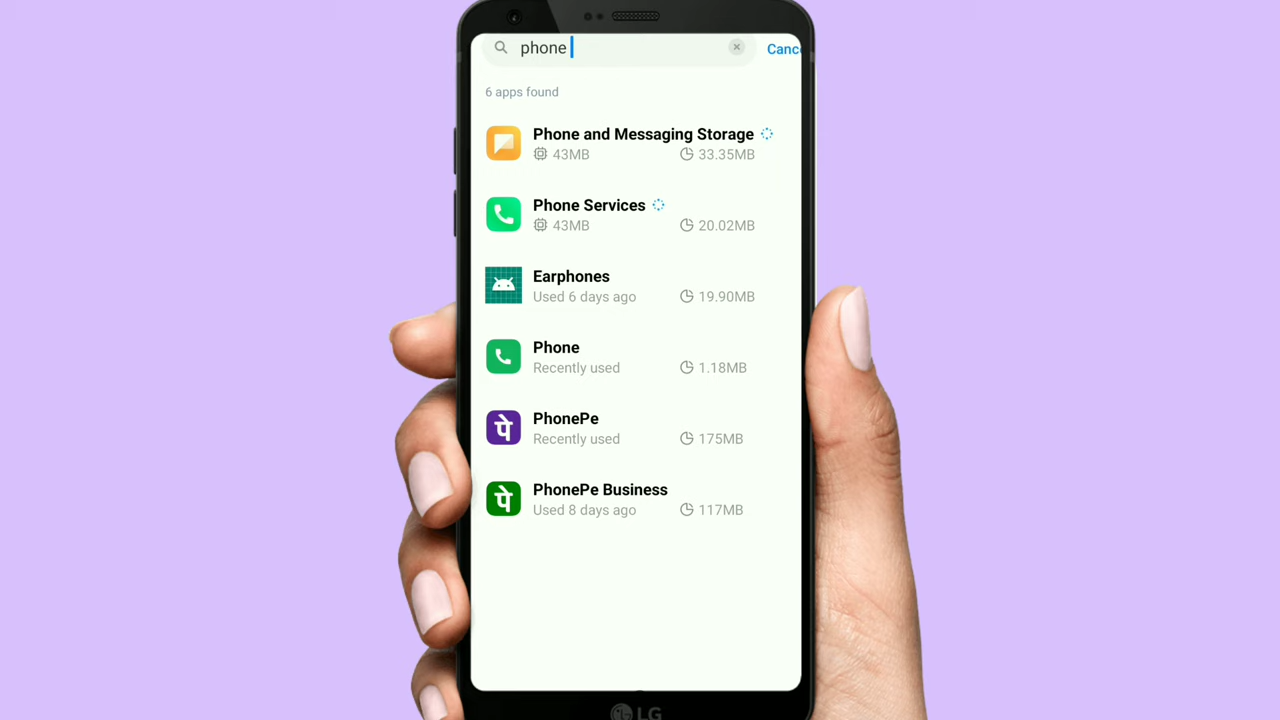 phone
Canc
6 apps found
Phone and Messaging Storage
43MB 33.35MB
Phone Services
43MB 20.02MB
Earphones
Used 6 days ago 19.90MB
Phone
Recently used 1.18MB
पे PhonePe
Recently used 175MB
पे PhonePe Business
Used 8 days ago 117MB
LG